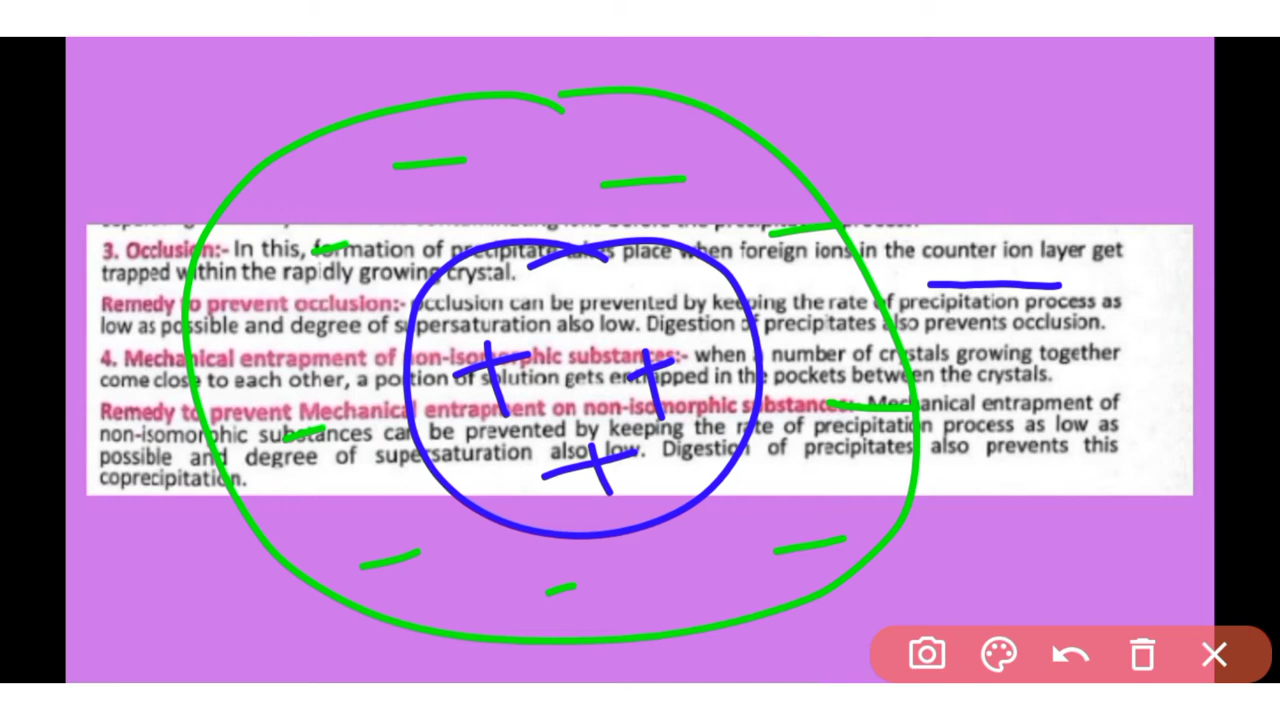 3. Occlusion:- In this, formation of precipitate takes place when foreign ions in the counter ion layer get
trapped within the rapidly growing crystal.
Remedy to prevent occlusion:- Occlusion can be prevented by keeping the rate of precipitation process as
low as possible and degree of supersaturation also low. Digestion of precipitates also prevents occlusion.
4. Mechanical entrapment of non-isomorphic substances:- when a number of crystals growing together
come close to each other, a portion of solution gets entrapped in the pockets between the crystals.
Remedy to prevent Mechanical entrapment on non-isomorphic substances:- Mechanical entrapment of
non-isomorphic substances can be prevented by keeping the rate of precipitation process as low as
possible and degree of supersaturation also low. Digestion of precipitates also prevents this
coprecipitation.